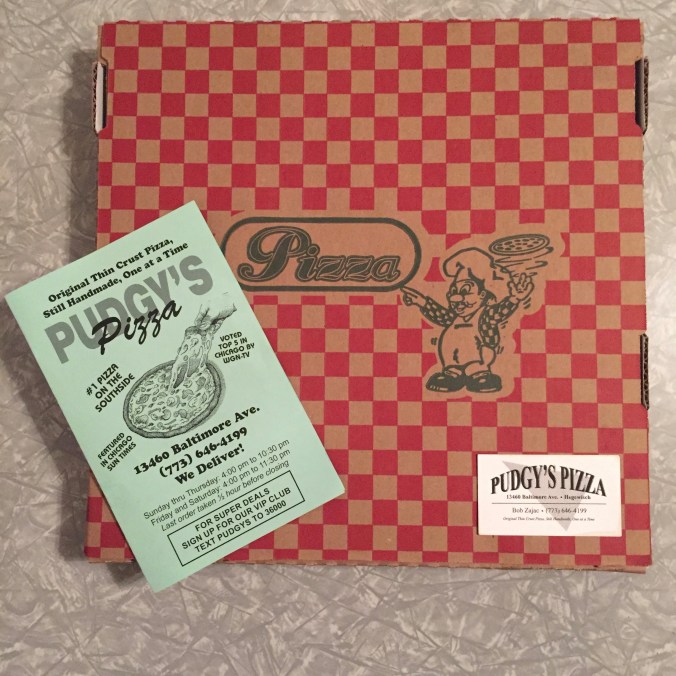 Pizza
Original Thin Crust Pizza,
Still Handmade, One at a Time
PUDGY'S
Pizza
#1 PIZZA
ON THE
SOUTHSIDE
VOTED
TOP 5 IN
CHICAGO BY
WGN-TV
FEATURED
IN CHICAGO
SUN TIMES
13460 Baltimore Ave.
(773) 646-4199
We Deliver!
Sunday thru Thursday: 4:00 pm to 10:30 pm
Friday and Saturday: 4:00 pm to 11:30 pm
Last order taken ½ hour before closing
FOR SUPER DEALS
SIGN UP FOR OUR VIP CLUB
TEXT PUDGYS TO 36000
PUDGY'S PIZZA
13460 Baltimore Ave. • Hegewisch
Bob Zajac • (773) 646-4199
Original Thin Crust Pizza, Still Handmade, One at a Time